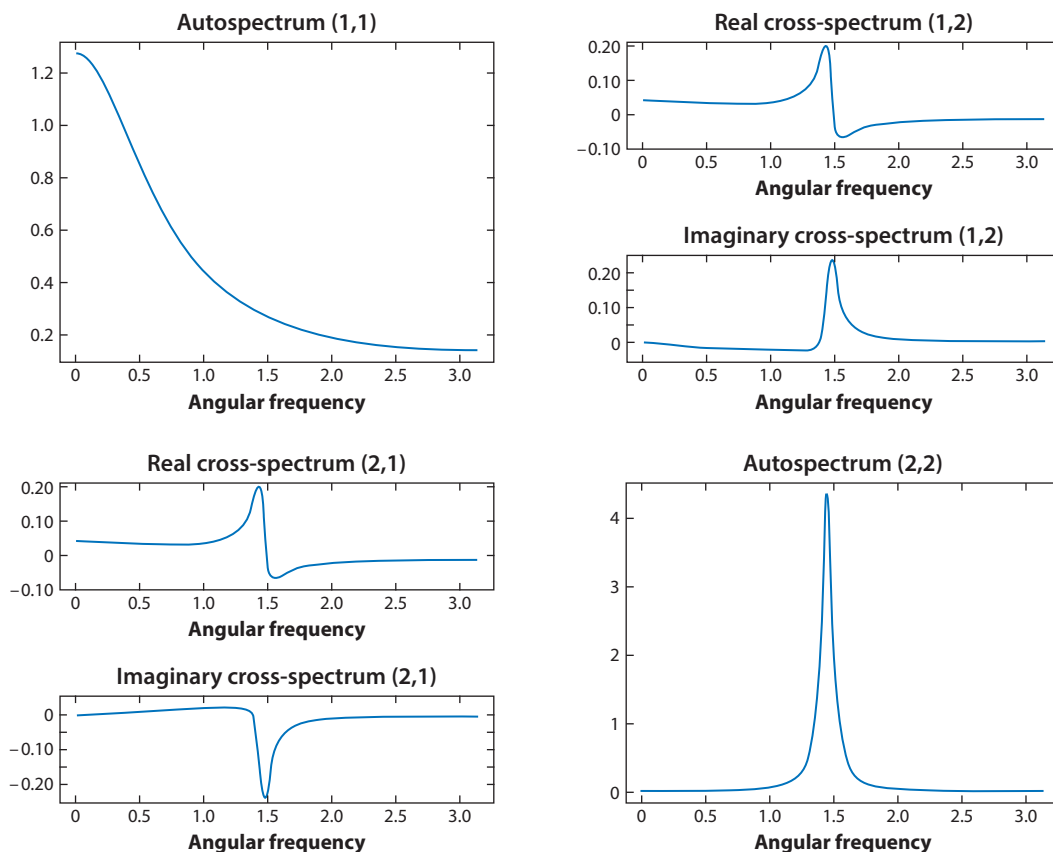 Autospectrum (1,1)
1.2
1.0
0.8
0.6
0.4
0.2
0 0.5 1.0 1.5 2.0 2.5 3.0
Angular frequency
Real cross-spectrum (1,2)
0.20
0.10
0
−0.10
0 0.5 1.0 1.5 2.0 2.5 3.0
Angular frequency
Imaginary cross-spectrum (1,2)
0.20
0.10
0
0 0.5 1.0 1.5 2.0 2.5 3.0
Angular frequency
Real cross-spectrum (2,1)
0.20
0.10
0
−0.10
0 0.5 1.0 1.5 2.0 2.5 3.0
Angular frequency
Imaginary cross-spectrum (2,1)
0
−0.10
−0.20
0 0.5 1.0 1.5 2.0 2.5 3.0
Angular frequency
Autospectrum (2,2)
4
3
2
1
0
0 0.5 1.0 1.5 2.0 2.5 3.0
Angular frequency